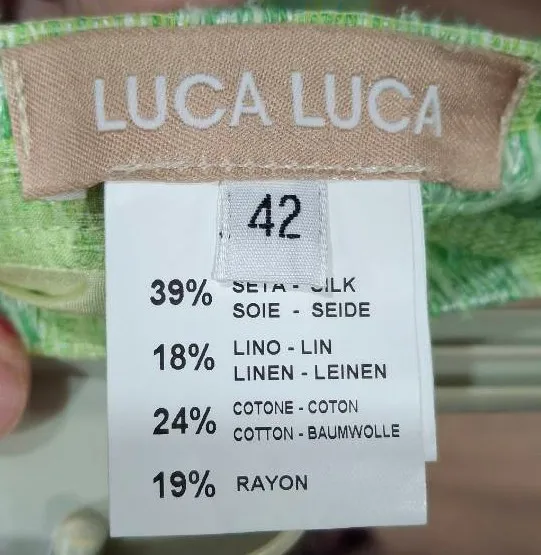 LUCA LUCA
42
39% SETA - SILK
SOIE - SEIDE
18% LINO - LIN
LINEN - LEINEN
24% COTONE - COTON
COTTON - BAUMWOLLE
19% RAYON